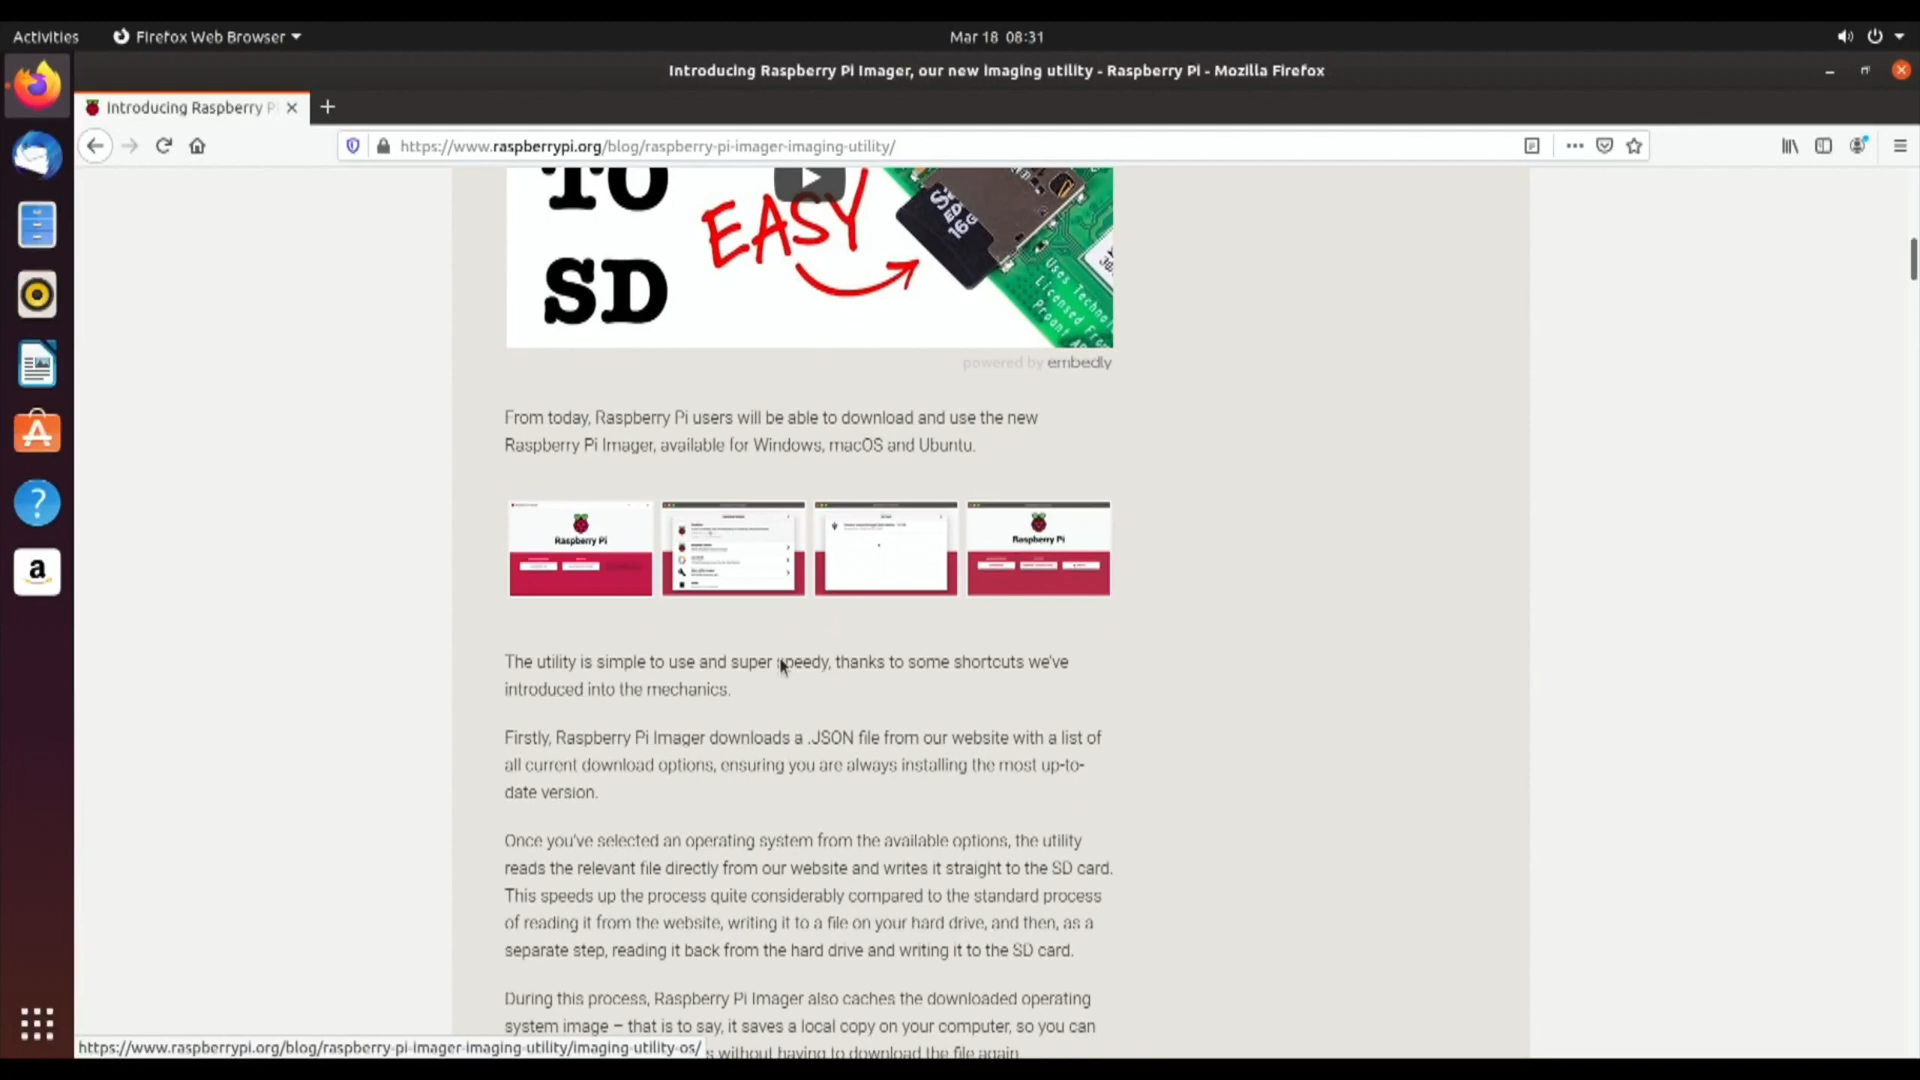 Activities
Firefox Web Browser
Mar 18 08:31
Introducing Raspberry Pi Imager, our new imaging utility - Raspberry Pi - Mozilla Firefox
Introducing Raspberry P
https://www.raspberrypi.org/blog/raspberry-pi-imager-imaging-utility/
TO
SD
EASY
Uses Techno
Licensed Fro
powered by embedly
From today, Raspberry Pi users will be able to download and use the new
Raspberry Pi Imager, available for Windows, macOS and Ubuntu.
Raspberry Pi
Raspberry Pi
The utility is simple to use and super speedy, thanks to some shortcuts we've
introduced into the mechanics.
Firstly, Raspberry Pi Imager downloads a .JSON file from our website with a list of
all current download options, ensuring you are always installing the most up-to-
date version.
Once you've selected an operating system from the available options, the utility
reads the relevant file directly from our website and writes it straight to the SD card.
This speeds up the process quite considerably compared to the standard process
of reading it from the website, writing it to a file on your hard drive, and then, as a
separate step, reading it back from the hard drive and writing it to the SD card.
During this process, Raspberry Pi Imager also caches the downloaded operating
system image – that is to say, it saves a local copy on your computer, so you can
without having to download the file again
https://www.raspberrypi.org/blog/raspberry-pi-imager-imaging-utility/imaging-utility-os/